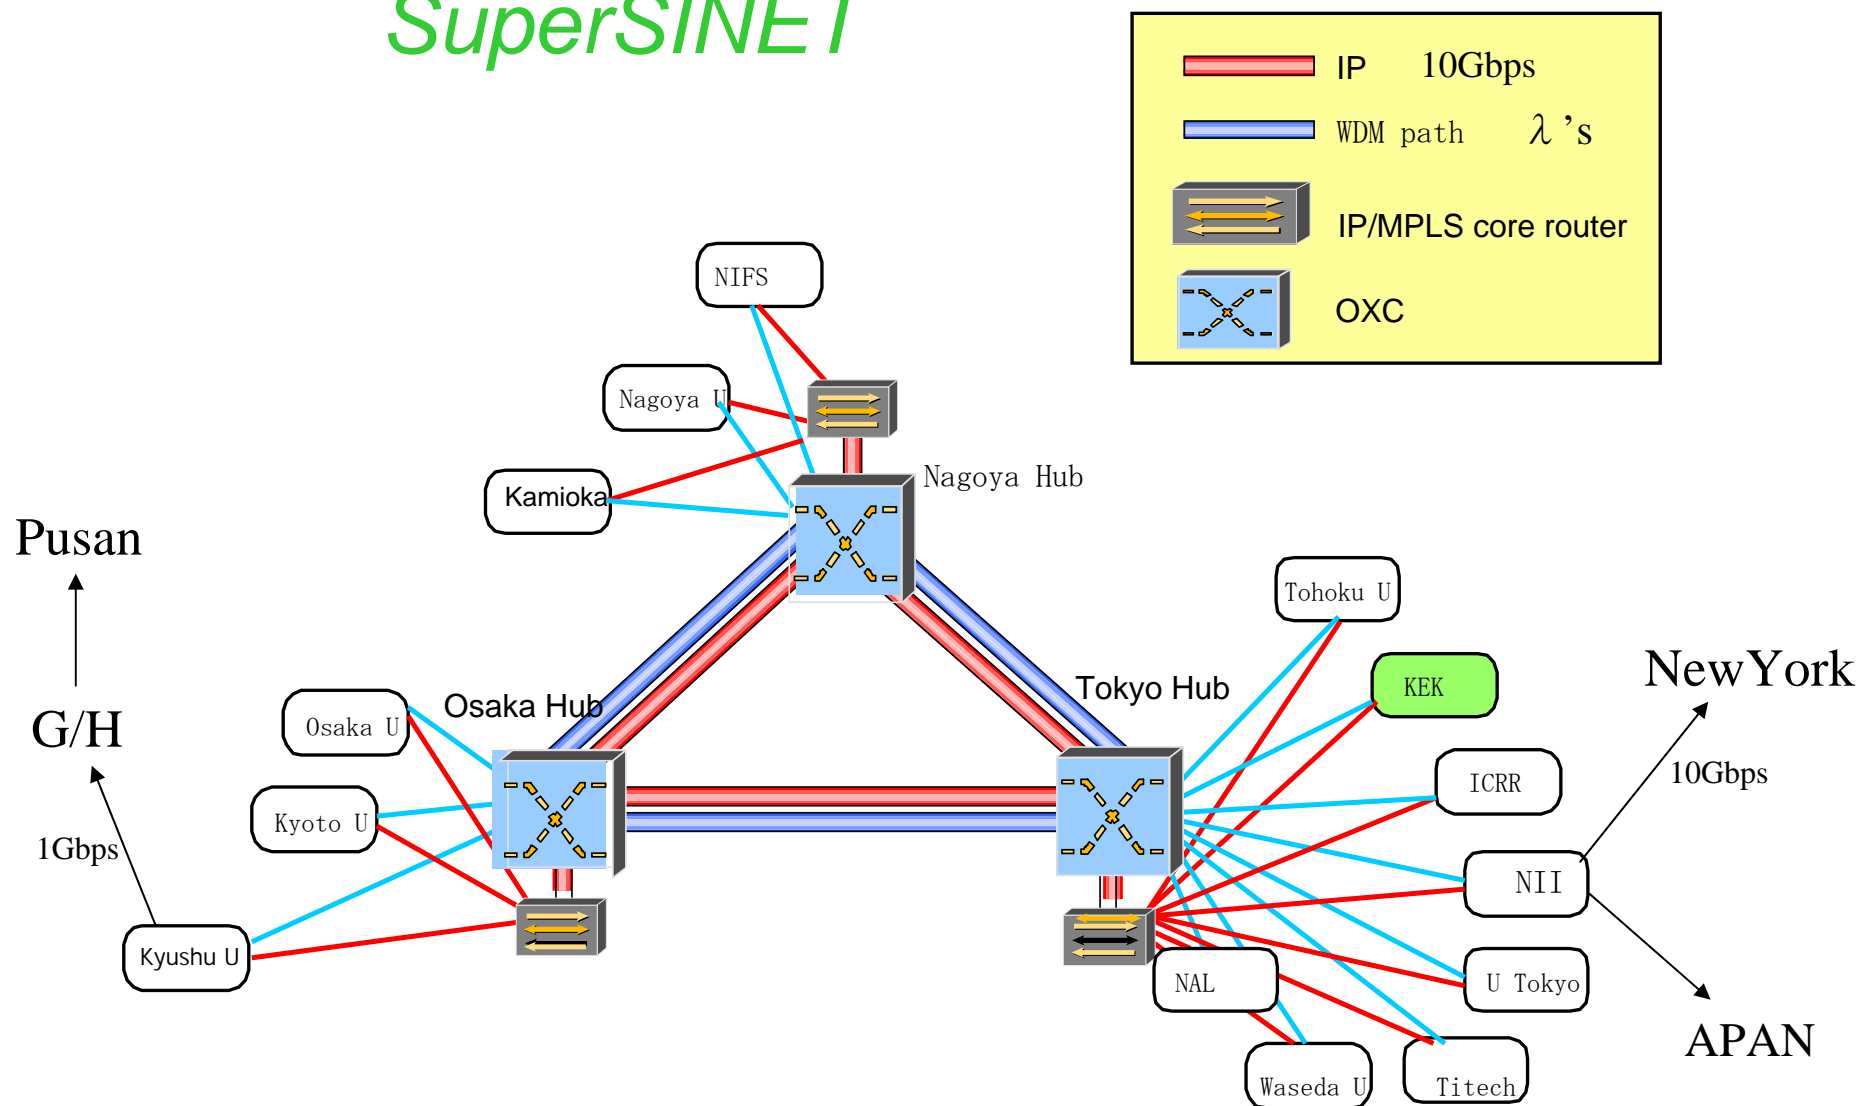 SuperSINET
IP 10Gbps
WDM path λ's
IP/MPLS core router
OXC
NIFS
Nagoya U
Kamioka
Nagoya Hub
Pusan
G/H
1Gbps
Osaka U
Kyoto U
Kyushu U
Osaka Hub
Tokyo Hub
Tohoku U
KEK
ICRR
NII
U Tokyo
NAL
Waseda U
Titech
NewYork
10Gbps
APAN